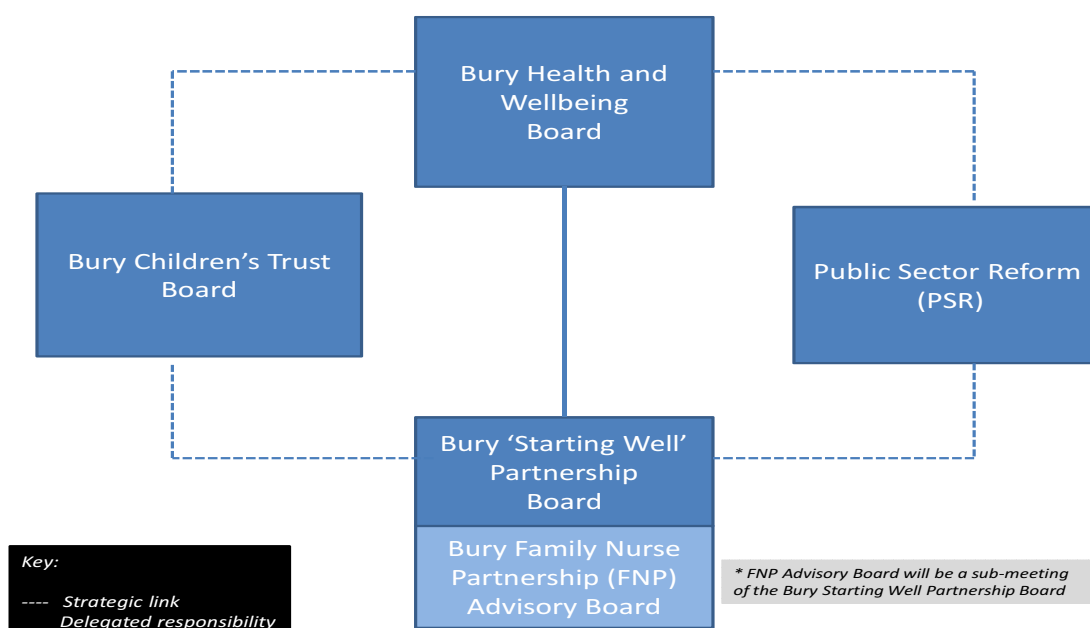 Bury Health and
Wellbeing
Board
Bury Children’s Trust
Board
Public Sector Reform
(PSR)
Bury ‘Starting Well’
Partnership
Board
Bury Family Nurse
Partnership (FNP)
Advisory Board
Key:
---- Strategic link
Delegated responsibility
* FNP Advisory Board will be a sub-meeting
of the Bury Starting Well Partnership Board